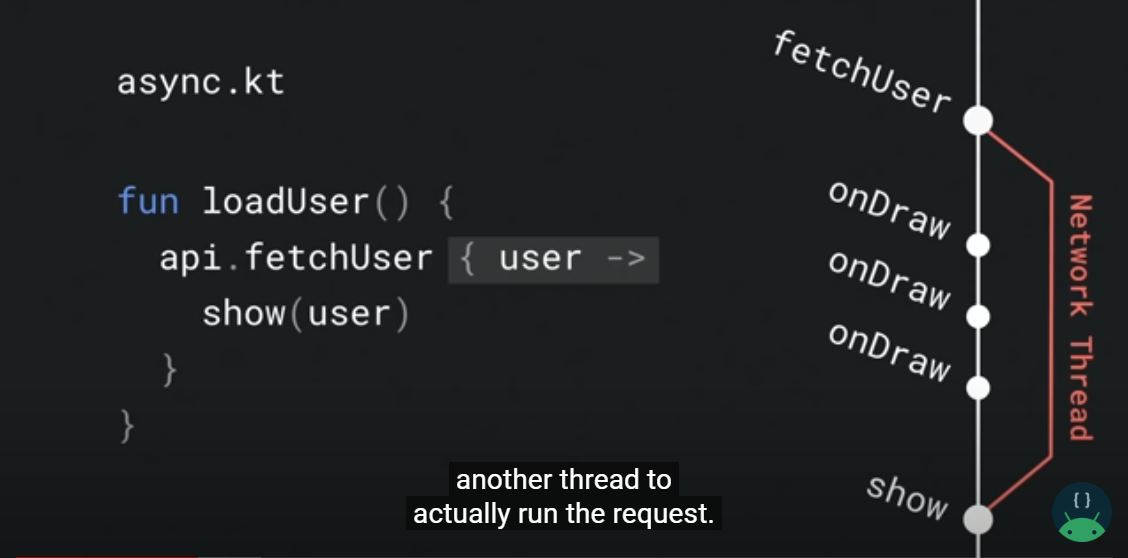 async.kt
fun loadUser() {
api.fetchUser { user ->
show(user)
}
}
fetchUser
onDraw
onDraw
onDraw
show
Network Thread
another thread to
actually run the request.
{ }